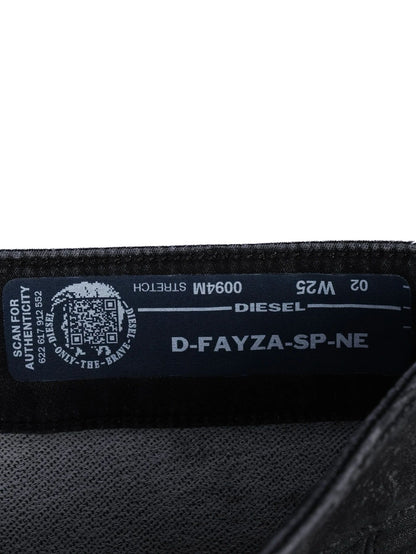 SCAN FOR
AUTHENTICITY
622 617 912 552
DIESEL
ONLY-THE-BRAVE
DIESEL
02 W25 0094M STRETCH
DIESEL
D-FAYZA-SP-NE